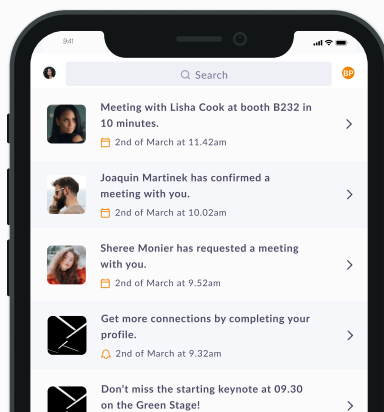 9:41
Search
BP
Meeting with Lisha Cook at booth B232 in
10 minutes.
2nd of March at 11.42am
Joaquin Martinek has confirmed a
meeting with you.
2nd of March at 10.02am
Sheree Monier has requested a meeting
with you.
2nd of March at 9.52am
Get more connections by completing your
profile.
2nd of March at 9.32am
Don’t miss the starting keynote at 09.30
on the Green Stage!